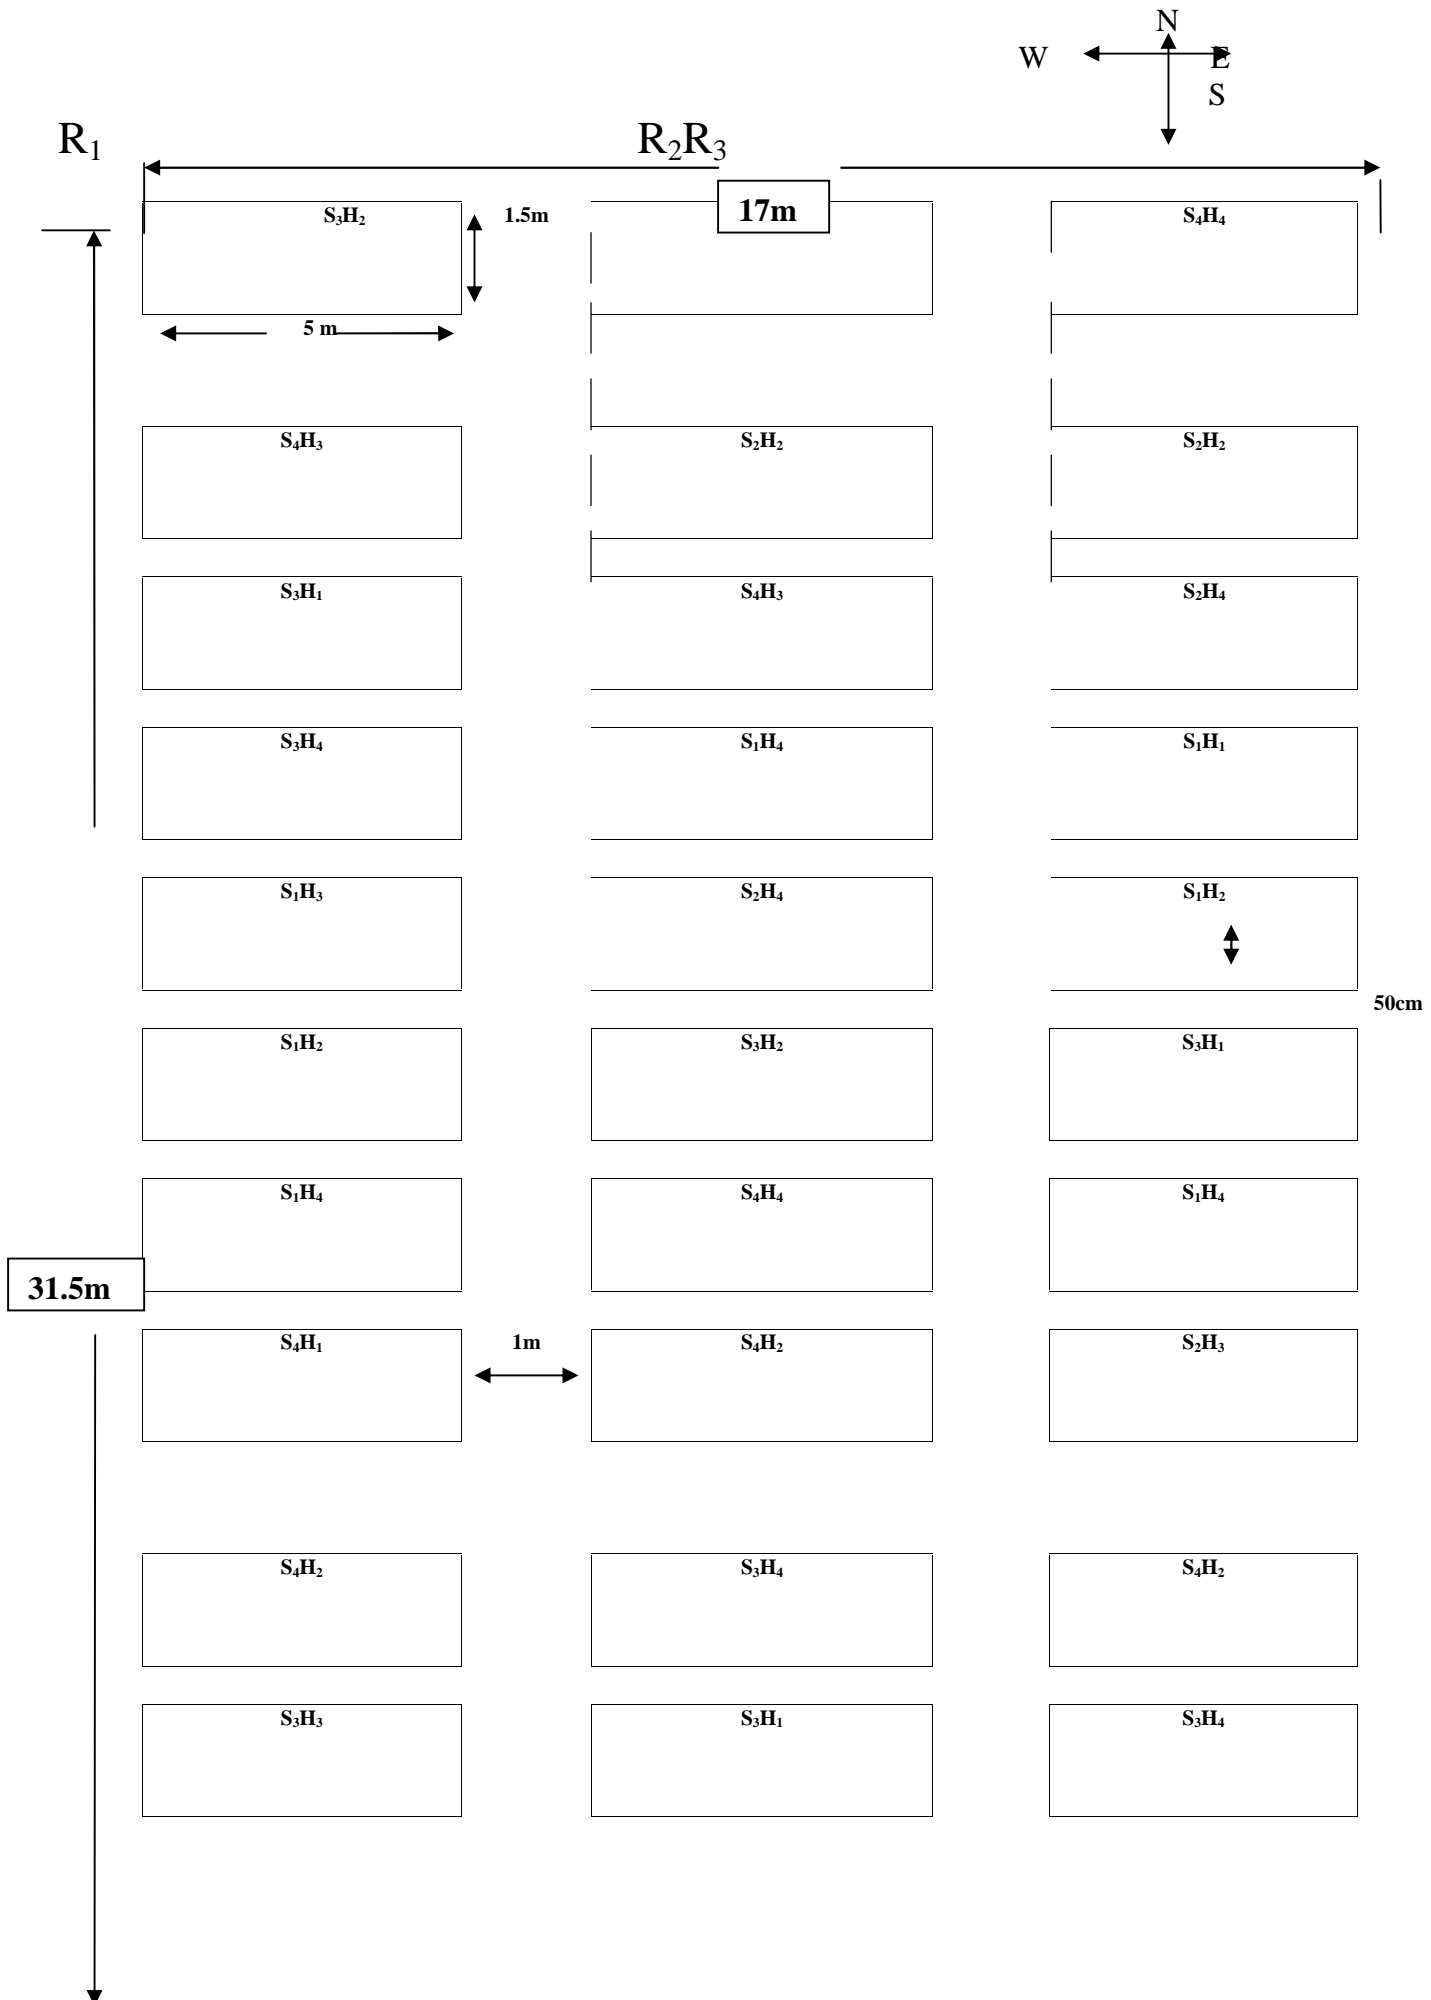 N
W E
S
R₁ R₂R₃
17m
S₃H₂ 1.5m S₄H₄
5 m
S₄H₃ S₂H₂ S₂H₂
S₃H₁ S₄H₃ S₂H₄
S₃H₄ S₁H₄ S₁H₁
S₁H₃ S₂H₄ S₁H₂
50cm
S₁H₂ S₃H₂ S₃H₁
S₁H₄ S₄H₄ S₁H₄
31.5m
S₄H₁ 1m S₄H₂ S₂H₃
S₄H₂ S₃H₄ S₄H₂
S₃H₃ S₃H₁ S₃H₄